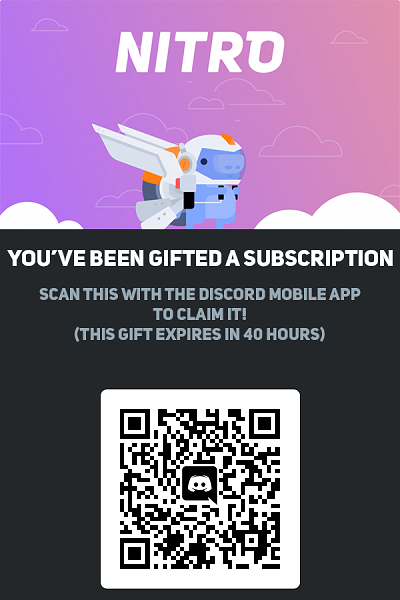 NITRO
YOU'VE BEEN GIFTED A SUBSCRIPTION
SCAN THIS WITH THE DISCORD MOBILE APP
TO CLAIM IT!
(THIS GIFT EXPIRES IN 40 HOURS)